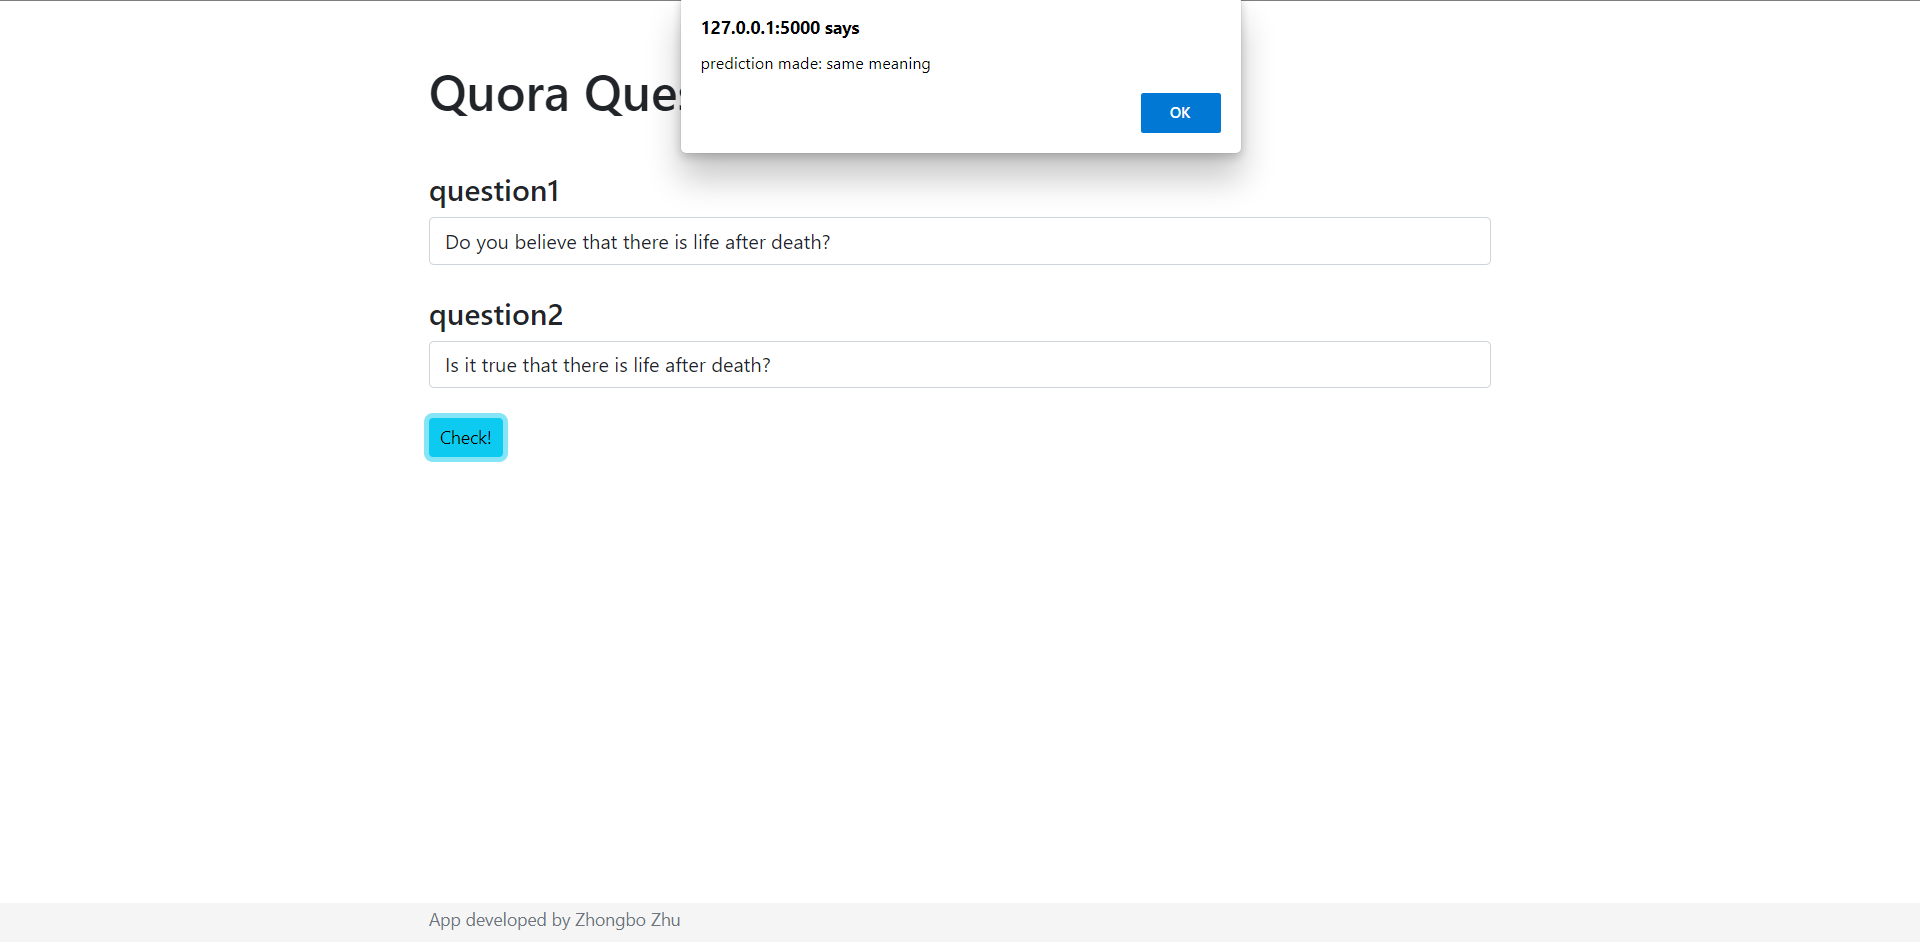 127.0.0.1:5000 says
prediction made: same meaning
OK
Quora
question1
Do you believe that there is life after death?
question2
Is it true that there is life after death?
Check!
App developed by Zhongbo Zhu